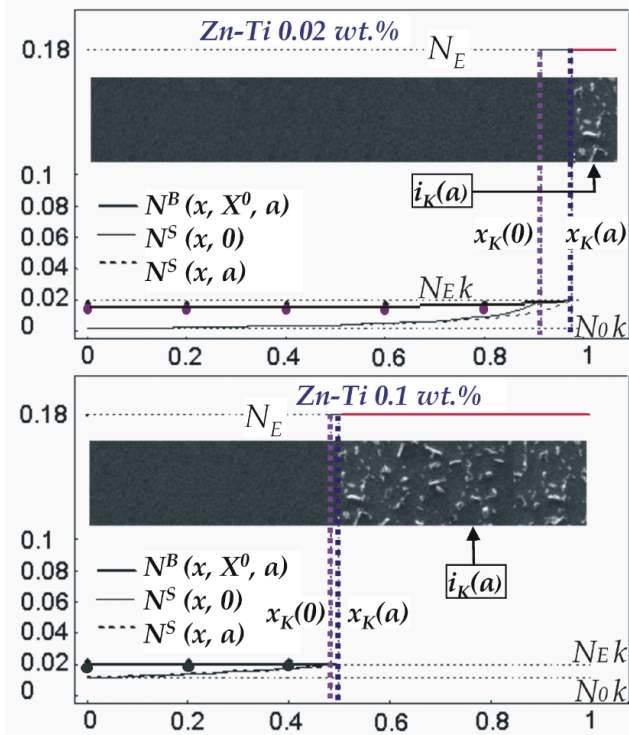 Zn-Ti 0.02 wt.%
0.18
N_E
0.1
i_K(a)
0.08
N^B (x, X^0, a)
0.06
N^S (x, 0)
x_K(0)
x_K(a)
0.04
N^S (x, a)
0.02
N_E k
0
N_0 k
0 0.2 0.4 0.6 0.8 1
Zn-Ti 0.1 wt.%
0.18
N_E
0.1
N^B (x, X^0, a)
i_K(a)
0.08
0.06
N^S (x, 0)
x_K(0)
x_K(a)
0.04
N^S (x, a)
0.02
N_E k
0
N_0 k
0 0.2 0.4 0.6 0.8 1